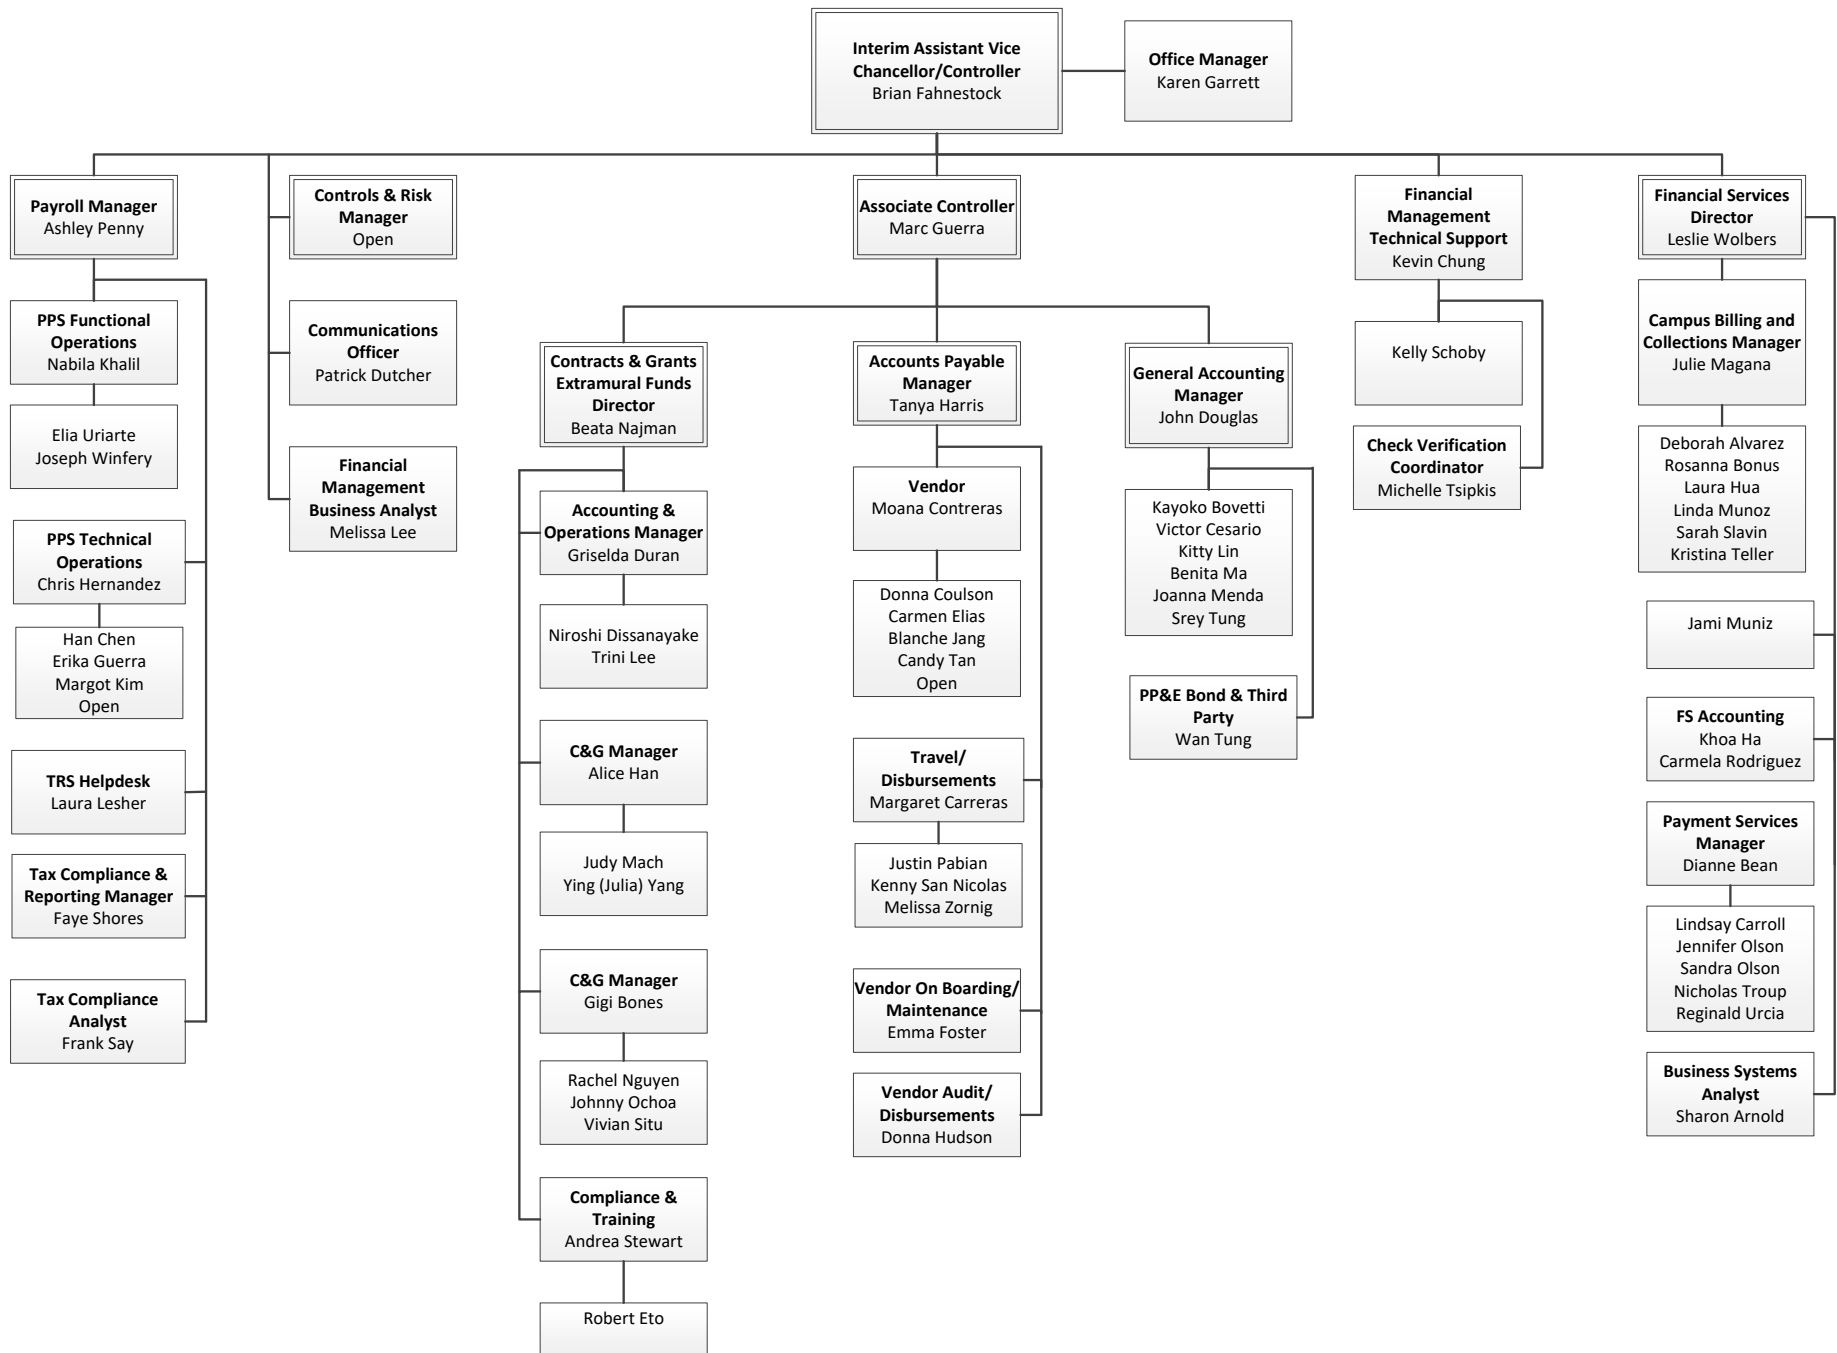 Interim Assistant Vice
Chancellor/Controller
Brian Fahnestock
Office Manager
Karen Garrett
Payroll Manager
Ashley Penny
PPS Functional
Operations
Nabila Khalil
Elia Uriarte
Joseph Winfery
PPS Technical
Operations
Chris Hernandez
Han Chen
Erika Guerra
Margot Kim
Open
TRS Helpdesk
Laura Lesher
Tax Compliance &
Reporting Manager
Faye Shores
Tax Compliance
Analyst
Frank Say
Controls & Risk
Manager
Open
Communications
Officer
Patrick Dutcher
Financial
Management
Business Analyst
Melissa Lee
Associate Controller
Marc Guerra
Contracts & Grants
Extramural Funds
Director
Beata Najman
Accounting &
Operations Manager
Griselda Duran
Niroshi Dissanayake
Trini Lee
C&G Manager
Alice Han
Judy Mach
Ying (Julia) Yang
C&G Manager
Gigi Bones
Rachel Nguyen
Johnny Ochoa
Vivian Situ
Compliance &
Training
Andrea Stewart
Robert Eto
Accounts Payable
Manager
Tanya Harris
Vendor
Moana Contreras
Donna Coulson
Carmen Elias
Blanche Jang
Candy Tan
Open
Travel/
Disbursements
Margaret Carreras
Justin Pabian
Kenny San Nicolas
Melissa Zornig
Vendor On Boarding/
Maintenance
Emma Foster
Vendor Audit/
Disbursements
Donna Hudson
General Accounting
Manager
John Douglas
Kayoko Bovetti
Victor Cesario
Kitty Lin
Benita Ma
Joanna Menda
Srey Tung
PP&E Bond & Third
Party
Wan Tung
Financial
Management
Technical Support
Kevin Chung
Kelly Schoby
Check Verification
Coordinator
Michelle Tsipkis
Financial Services
Director
Leslie Wolbers
Campus Billing and
Collections Manager
Julie Magana
Deborah Alvarez
Rosanna Bonus
Laura Hua
Linda Munoz
Sarah Slavin
Kristina Teller
Jami Muniz
FS Accounting
Khoa Ha
Carmela Rodriguez
Payment Services
Manager
Dianne Bean
Lindsay Carroll
Jennifer Olson
Sandra Olson
Nicholas Troup
Reginald Urcia
Business Systems
Analyst
Sharon Arnold